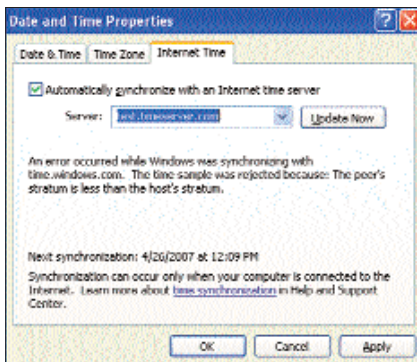 Date and Time Properties
Date & Time Time Zone Internet Time
Automatically synchronize with an Internet time server
Server: test.timeserver.com Update Now
An error occurred while Windows was synchronizing with
time.windows.com. The time sample was rejected because: The peer's
stratum is less than the host's stratum.
Next synchronization: 4/26/2007 at 12:09 PM
Synchronization can occur only when your computer is connected to the
Internet. Learn more about time synchronization in Help and Support
Center.
OK Cancel Apply